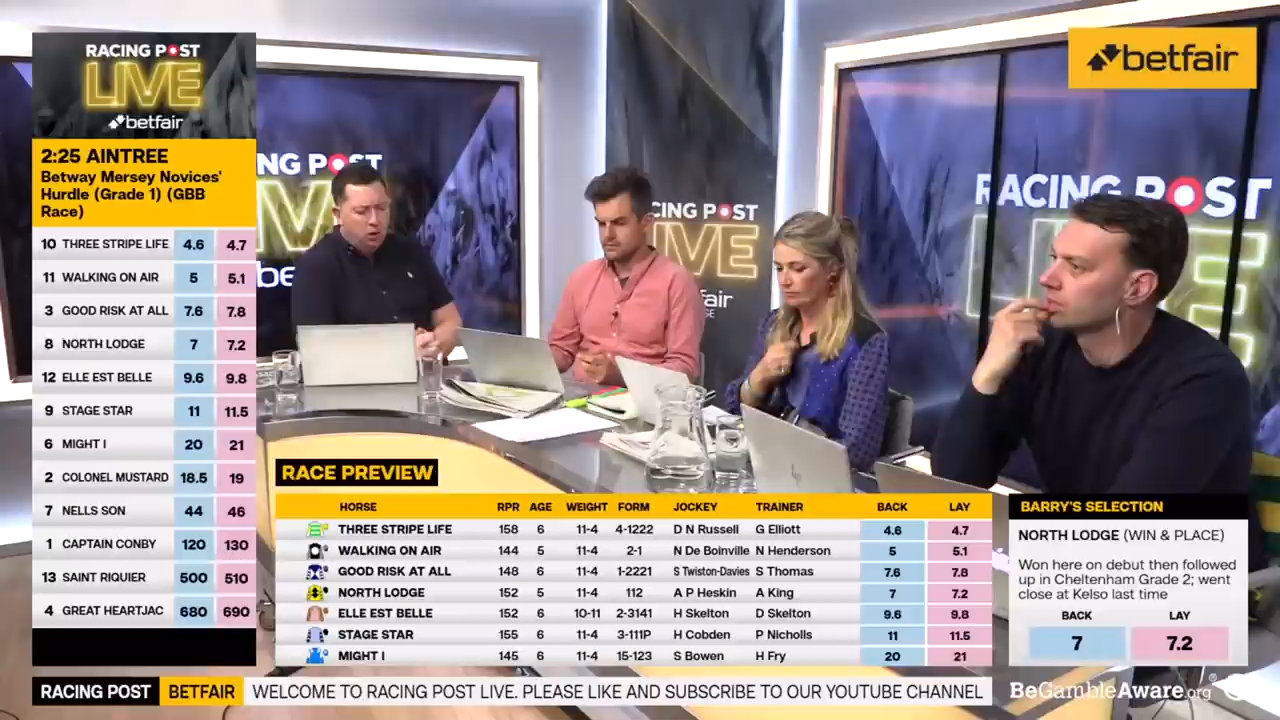 RACING POST
LIVE
betfair
2:25 AINTREE
Betway Mersey Novices'
Hurdle (Grade 1) (GBB
Race)
10 THREE STRIPE LIFE 4.6 4.7
11 WALKING ON AIR 5 5.1
3 GOOD RISK AT ALL 7.6 7.8
8 NORTH LODGE 7 7.2
12 ELLE EST BELLE 9.6 9.8
9 STAGE STAR 11 11.5
6 MIGHT I 20 21
2 COLONEL MUSTARD 18.5 19
7 NELLS SON 44 46
1 CAPTAIN CONBY 120 130
13 SAINT RIQUIER 500 510
4 GREAT HEARTJAC 680 690
betfair
NG POST
be
CING POST
LIVE
fair
SE
RACING POST
LIVE
RACE PREVIEW
HORSE RPR AGE WEIGHT FORM JOCKEY TRAINER BACK LAY
THREE STRIPE LIFE 158 6 11-4 4-1222 D N Russell G Elliott 4.6 4.7
WALKING ON AIR 144 5 11-4 2-1 N De Boinville N Henderson 5 5.1
GOOD RISK AT ALL 148 6 11-4 1-2221 S Twiston-Davies S Thomas 7.6 7.8
NORTH LODGE 152 5 11-4 112 A P Heskin A King 7 7.2
ELLE EST BELLE 152 6 10-11 2-3141 H Skelton D Skelton 9.6 9.8
STAGE STAR 155 6 11-4 3-111P H Cobden P Nicholls 11 11.5
MIGHT I 145 6 11-4 15-123 S Bowen H Fry 20 21
BARRY'S SELECTION
NORTH LODGE (WIN & PLACE)
Won here on debut then followed
up in Cheltenham Grade 2; went
close at Kelso last time
BACK LAY
7 7.2
RACING POST BETFAIR WELCOME TO RACING POST LIVE. PLEASE LIKE AND SUBSCRIBE TO OUR YOUTUBE CHANNEL
BeGambleAware.org®